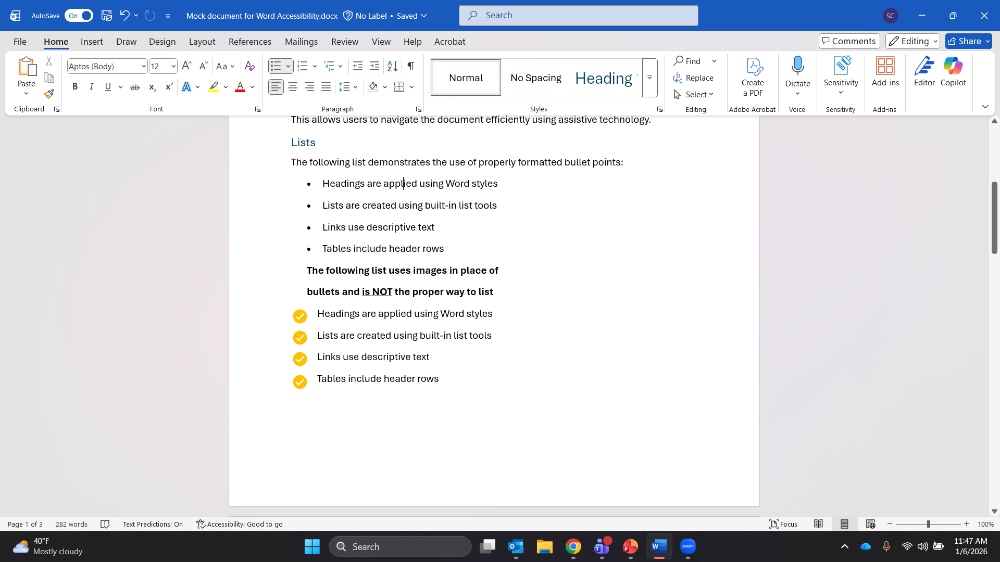 AutoSave On Mock document for Word Accessibility.docx No Label • Saved Search SC
File Home Insert Draw Design Layout References Mailings Review View Help Acrobat Comments Editing Share
Paste
Clipboard
Aptos (Body) 12 Aa
B I U ab x₂ x² A A
Font
Paragraph
Normal No Spacing Heading
Styles
Find
Replace
Select
Editing
Create
a PDF
Adobe Acrobat
Dictate
Voice
Sensitivity
Sensitivity
Add-ins
Add-ins
Editor Copilot
This allows users to navigate the document efficiently using assistive technology.
Lists
The following list demonstrates the use of properly formatted bullet points:
• Headings are applied using Word styles
• Lists are created using built-in list tools
• Links use descriptive text
• Tables include header rows
The following list uses images in place of
bullets and is NOT the proper way to list
Headings are applied using Word styles
Lists are created using built-in list tools
Links use descriptive text
Tables include header rows
Page 1 of 3 282 words Text Predictions: On Accessibility: Good to go Focus 100%
40°F
Mostly cloudy
Search
zoom
11:47 AM
1/6/2026